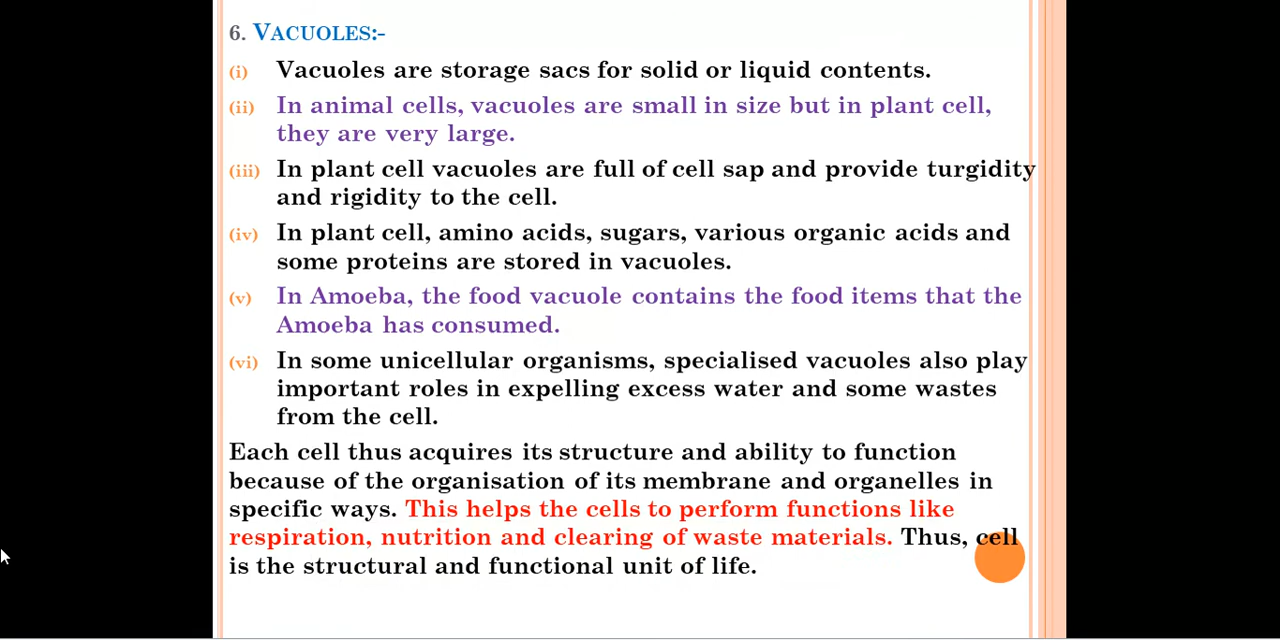 6. VACUOLES:-
(i) Vacuoles are storage sacs for solid or liquid contents.
(ii) In animal cells, vacuoles are small in size but in plant cell,
they are very large.
(iii) In plant cell vacuoles are full of cell sap and provide turgidity
and rigidity to the cell.
(iv) In plant cell, amino acids, sugars, various organic acids and
some proteins are stored in vacuoles.
(v) In Amoeba, the food vacuole contains the food items that the
Amoeba has consumed.
(vi) In some unicellular organisms, specialised vacuoles also play
important roles in expelling excess water and some wastes
from the cell.
Each cell thus acquires its structure and ability to function
because of the organisation of its membrane and organelles in
specific ways. This helps the cells to perform functions like
respiration, nutrition and clearing of waste materials. Thus, cell
is the structural and functional unit of life.